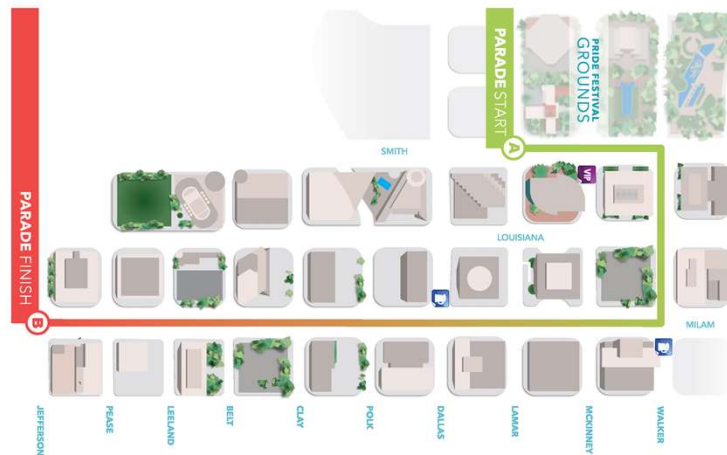 PARADE START
PRIDE FESTIVAL
GROUNDS
A
SMITH
VIP
LOUISIANA
PARADE FINISH
B
MILAM
JEFFERSON
PEASE
LEELAND
BELT
CLAY
POLK
DALLAS
LAMAR
MCKINNEY
WALKER